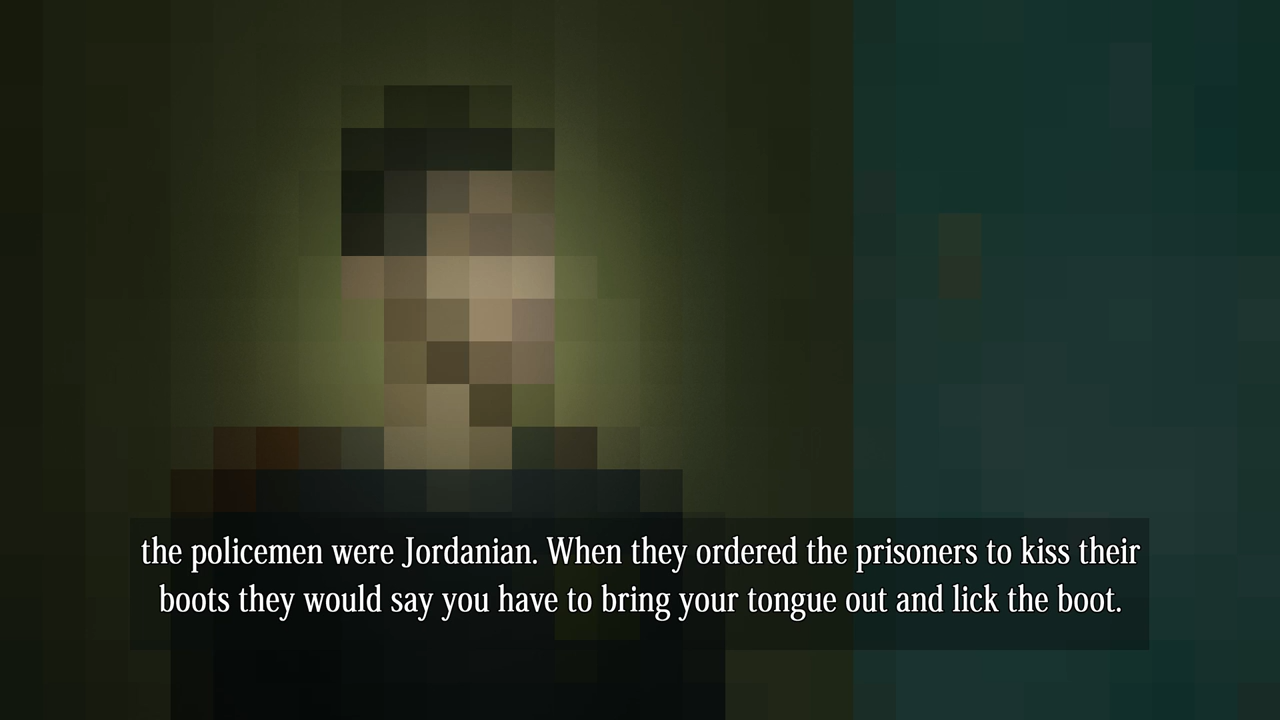 the policemen were Jordanian. When they ordered the prisoners to kiss their
boots they would say you have to bring your tongue out and lick the boot.